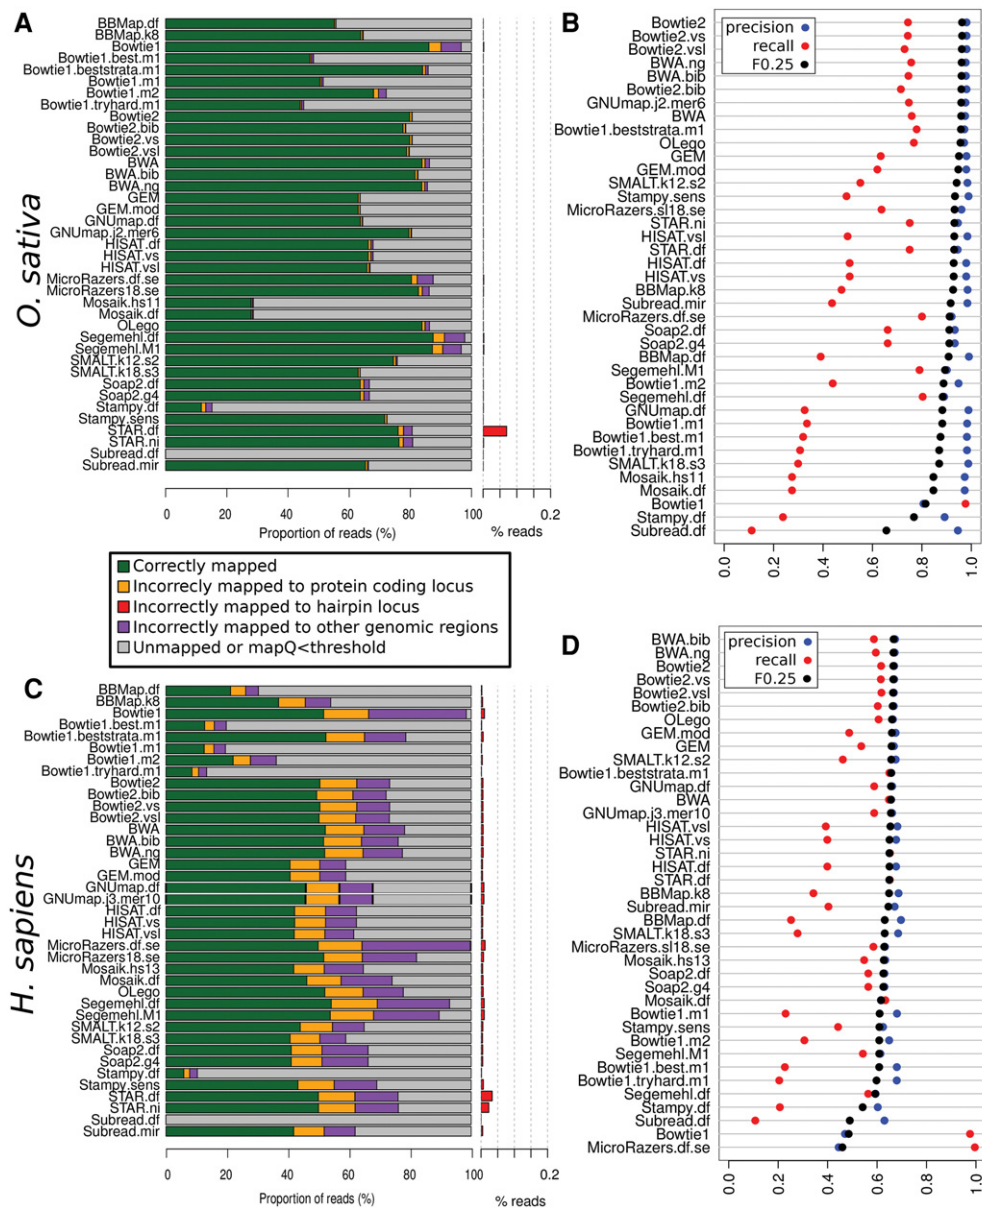 A
O. sativa
BBMap.df
BBMap.k8
Bowtie1
Bowtie1.best.m1
Bowtie1.beststrata.m1
Bowtie1.m1
Bowtie1.m2
Bowtie1.tryhard.m1
Bowtie2
Bowtie2.bib
Bowtie2.vs
Bowtie2.vsl
BWA
BWA.bib
BWA.ng
GEM
GEM.mod
GNUmap.df
GNUmap.j2.mer6
HISAT.df
HISAT.vs
HISAT.vsl
MicroRazers.df.se
MicroRazers18.se
Mosaik.hs11
Mosaik.df
OLego
Segemehl.df
Segemehl.M1
SMALT.k12.s2
SMALT.k18.s3
Soap2.df
Soap2.g4
Stampy.df
Stampy.sens
STAR.df
STAR.ni
Subread.df
Subread.mir
0 20 40 60 80 100 0 0.2
Proportion of reads (%) % reads
B
precision
recall
F0.25
Bowtie2
Bowtie2.vs
Bowtie2.vsl
BWA.ng
BWA.bib
Bowtie2.bib
GNUmap.j2.mer6
BWA
Bowtie1.beststrata.m1
OLego
GEM
GEM.mod
SMALT.k12.s2
Stampy.sens
MicroRazers.sl18.se
STAR.ni
HISAT.vsl
STAR.df
HISAT.df
HISAT.vs
BBMap.k8
Subread.mir
MicroRazers.df.se
Soap2.df
Soap2.g4
BBMap.df
Segemehl.M1
Bowtie1.m2
Segemehl.df
GNUmap.df
Bowtie1.m1
Bowtie1.best.m1
Bowtie1.tryhard.m1
SMALT.k18.s3
Mosaik.hs11
Mosaik.df
Bowtie1
Stampy.df
Subread.df
0.0 0.2 0.4 0.6 0.8 1.0
Correctly mapped
Incorrecly mapped to protein coding locus
Incorrectly mapped to hairpin locus
Incorrectly mapped to other genomic regions
Unmapped or mapQ<threshold
C
H. sapiens
BBMap.df
BBMap.k8
Bowtie1
Bowtie1.best.m1
Bowtie1.beststrata.m1
Bowtie1.m1
Bowtie1.m2
Bowtie1.tryhard.m1
Bowtie2
Bowtie2.bib
Bowtie2.vs
Bowtie2.vsl
BWA
BWA.bib
BWA.ng
GEM
GEM.mod
GNUmap.df
GNUmap.j3.mer10
HISAT.df
HISAT.vs
HISAT.vsl
MicroRazers.df.se
MicroRazers18.se
Mosaik.hs13
Mosaik.df
OLego
Segemehl.df
Segemehl.M1
SMALT.k12.s2
SMALT.k18.s3
Soap2.df
Soap2.g4
Stampy.df
Stampy.sens
STAR.df
STAR.ni
Subread.df
Subread.mir
0 20 40 60 80 100 0 0.2
Proportion of reads (%) % reads
D
precision
recall
F0.25
BWA.bib
BWA.ng
Bowtie2
Bowtie2.vs
Bowtie2.vsl
Bowtie2.bib
OLego
GEM.mod
GEM
SMALT.k12.s2
Bowtie1.beststrata.m1
GNUmap.df
BWA
GNUmap.j3.mer10
HISAT.vsl
HISAT.vs
STAR.ni
HISAT.df
STAR.df
BBMap.k8
Subread.mir
BBMap.df
SMALT.k18.s3
MicroRazers.sl18.se
Mosaik.hs13
Soap2.df
Soap2.g4
Mosaik.df
Bowtie1.m1
Stampy.sens
Bowtie1.m2
Segemehl.M1
Bowtie1.best.m1
Bowtie1.tryhard.m1
Segemehl.df
Stampy.df
Subread.df
Bowtie1
MicroRazers.df.se
0.0 0.2 0.4 0.6 0.8 1.0